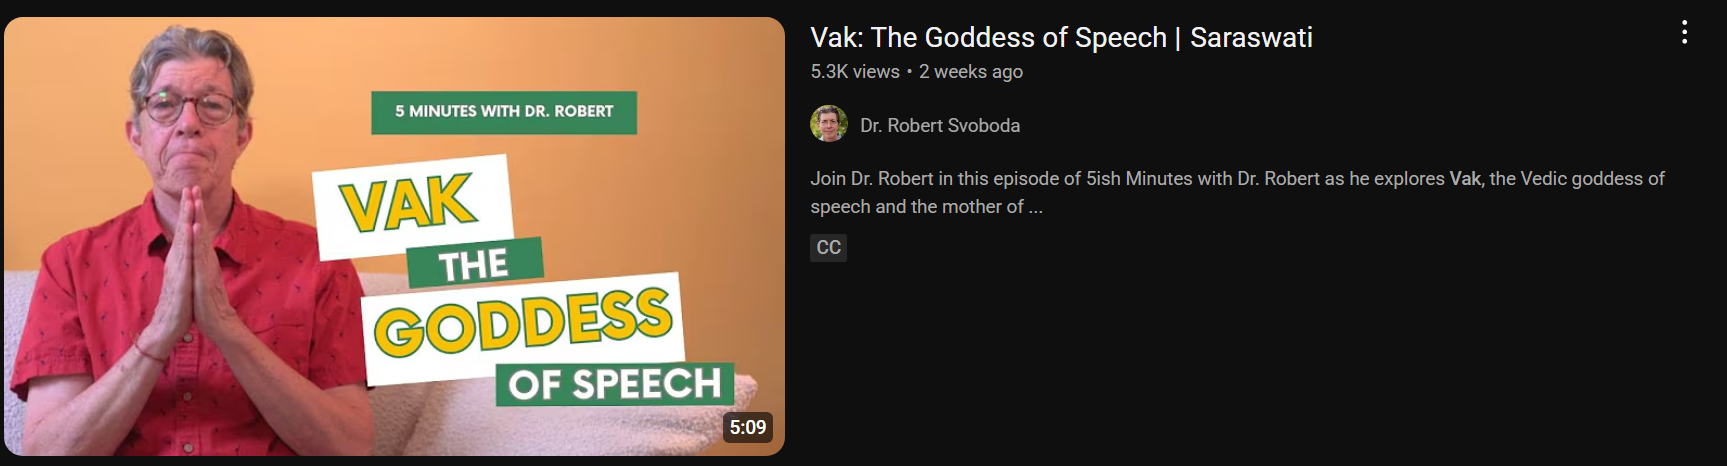 5 MINUTES WITH DR. ROBERT
VAK
THE
GODDESS
OF SPEECH
5:09
Vak: The Goddess of Speech | Saraswati
5.3K views • 2 weeks ago
Dr. Robert Svoboda
Join Dr. Robert in this episode of 5ish Minutes with Dr. Robert as he explores Vak, the Vedic goddess of
speech and the mother of ...
CC